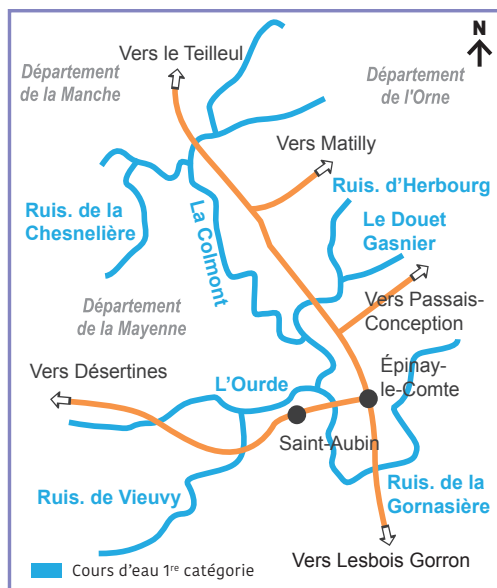 N
Vers le Teilleul
Département
de la Manche
Département
de l'Orne
Vers Matilly
Ruis. d'Herbourg
Ruis. de la
Chesnelière
La Colmont
Le Douet
Gasnier
Département
de la Mayenne
Vers Passais-
Conception
Vers Désertines
L'Ourde
Épinay-
le-Comte
Saint-Aubin
Ruis. de Vieuvy
Ruis. de la
Gornasière
Vers Lesbois Gorron
Cours d'eau 1re catégorie